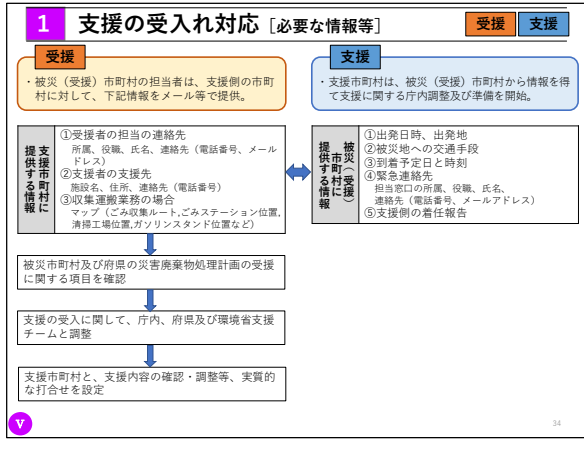 1 支援の受入れ対応［必要な情報等］
受援 支援
受援
・被災（受援）市町村の担当者は、支援側の市町
村に対して、下記情報をメール等で提供。
支援
・支援市町村は、被災（受援）市町村から情報を得
て支援に関する庁内調整及び準備を開始。
支援市町村に
提供する情報
①受援者の担当の連絡先
所属、役職、氏名、連絡先（電話番号、メール
ドレス）
②支援者の支援先
施設名、住所、連絡先（電話番号）
③収集運搬業務の場合
マップ（ごみ収集ルート,ごみステーション位置,
清掃工場位置,ガソリンスタンド位置など）
被災（受援）
市町村に
提供する情報
①出発日時、出発地
②被災地への交通手段
③到着予定日と時刻
④緊急連絡先
担当窓口の所属、役職、氏名、
連絡先（電話番号、メールアドレス）
⑤支援側の着任報告
被災市町村及び府県の災害廃棄物処理計画の受援
に関する項目を確認
支援の受入に関して、庁内、府県及び環境省支援
チームと調整
支援市町村と、支援内容の確認・調整等、実質的
な打合せを設定
V
34